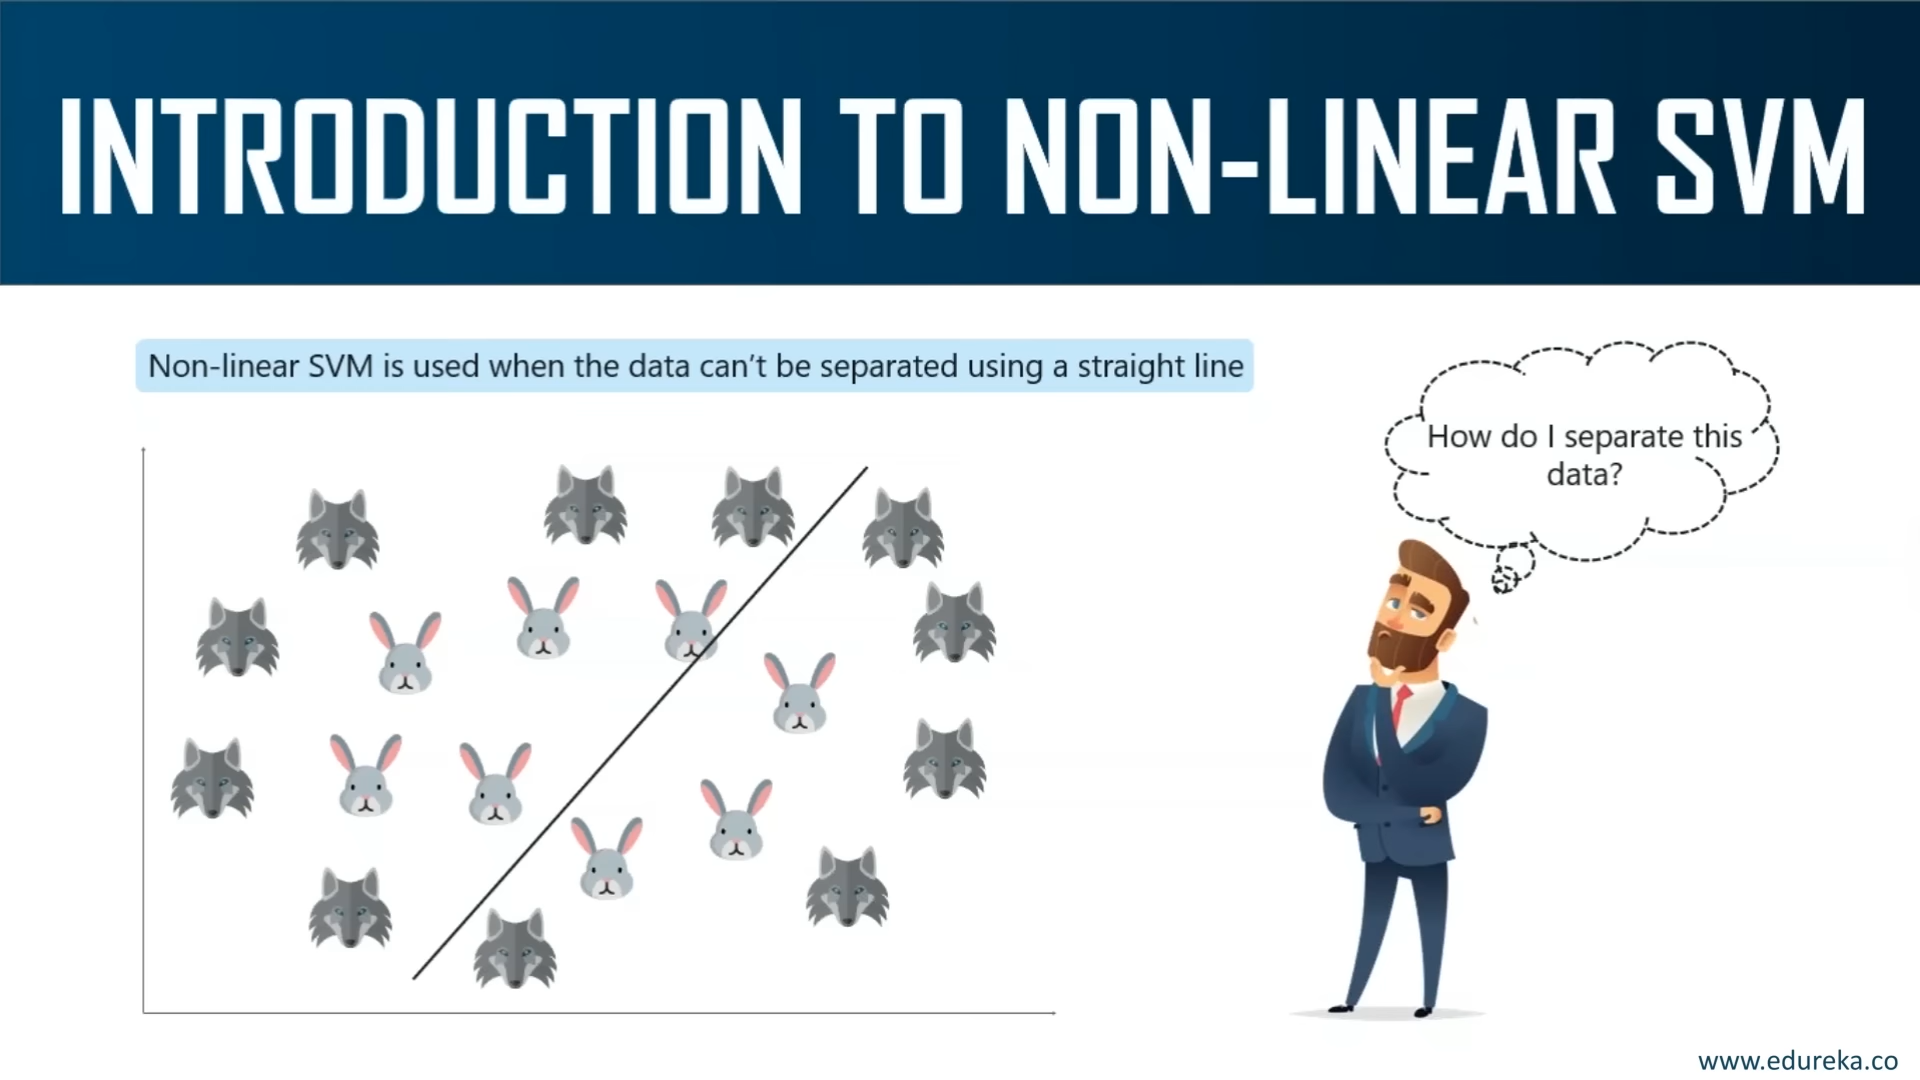 INTRODUCTION TO NON-LINEAR SVM
Non-linear SVM is used when the data can't be separated using a straight line
How do I separate this
data?
www.edureka.co